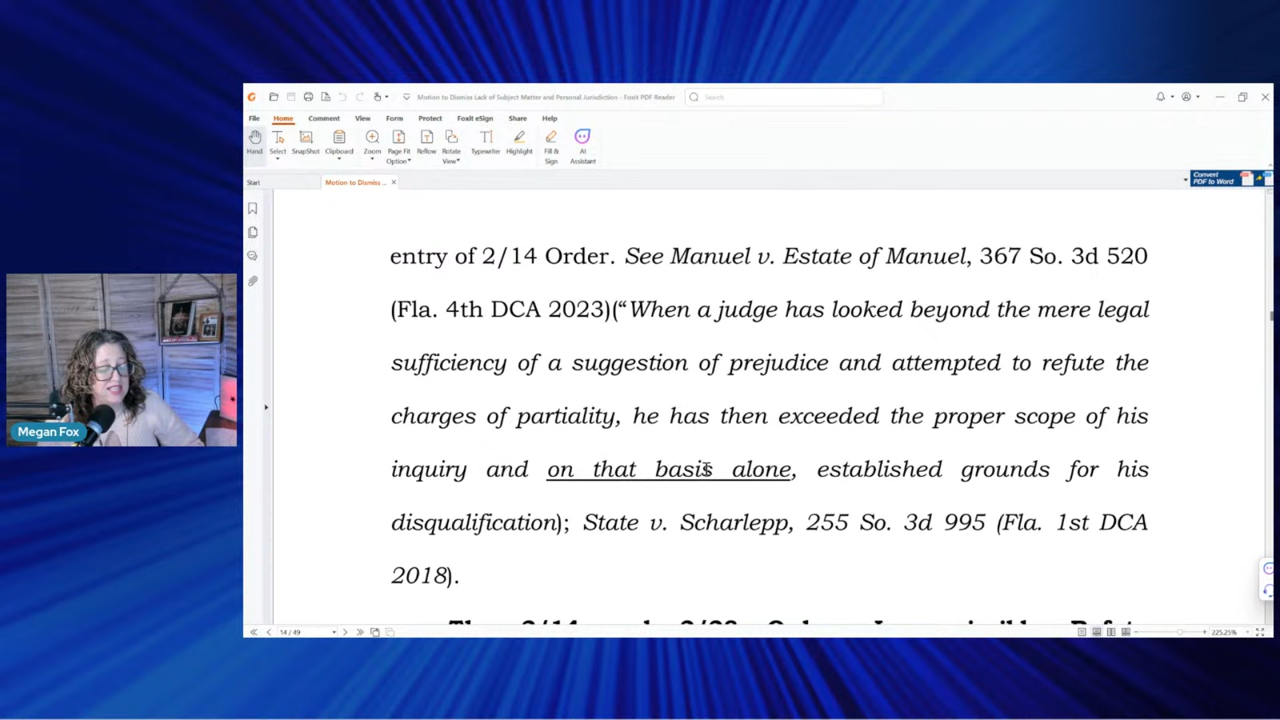 Motion to Dismiss Lack of Subject Matter and Personal Jurisdiction - Foxit PDF Reader
Search
File Home Comment View Form Protect Foxit eSign Share Help
Hand Select SnapShot Clipboard Zoom Page Fit Option Reflow Rotate View Typewriter Highlight Fill & Sign AI Assistant
Start Motion to Dismiss ...
Convert PDF to Word
entry of 2/14 Order. See Manuel v. Estate of Manuel, 367 So. 3d 520
(Fla. 4th DCA 2023)(“When a judge has looked beyond the mere legal
sufficiency of a suggestion of prejudice and attempted to refute the
charges of partiality, he has then exceeded the proper scope of his
inquiry and on that basis alone, established grounds for his
disqualification); State v. Scharlepp, 255 So. 3d 995 (Fla. 1st DCA
2018).
Megan Fox
14 / 49
225.25%